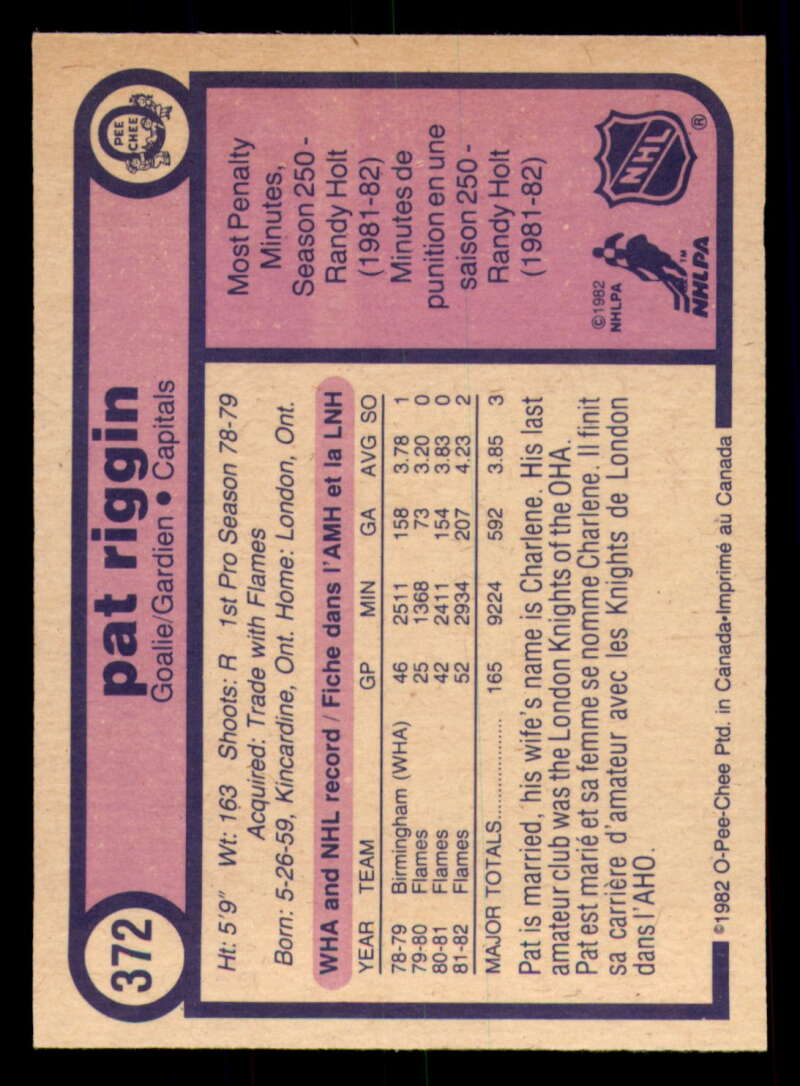 372
pat riggin
Goalie/Gardien • Capitals
O
PEE
CHEE
Ht: 5'9" Wt: 163 Shoots: R 1st Pro Season 78-79
Acquired: Trade with Flames
Born: 5-26-59, Kincardine, Ont. Home: London, Ont.
WHA and NHL record / Fiche dans l'AMH et la LNH
YEAR TEAM GP MIN GA AVG SO
78-79 Birmingham (WHA) 46 2511 158 3.78 1
79-80 Flames 25 1368 73 3.20 0
80-81 Flames 42 2411 154 3.83 0
81-82 Flames 52 2934 207 4.23 2
MAJOR TOTALS.................... 165 9224 592 3.85 3
Pat is married, his wife's name is Charlene. His last
amateur club was the London Knights of the OHA.
Pat est marié et sa femme se nomme Charlene. Il finit
sa carrière d'amateur avec les Knights de London
dans l'AHO.
Most Penalty
Minutes,
Season 250 -
Randy Holt
(1981-82)
Minutes de
punition en une
saison 250 -
Randy Holt
(1981-82)
NHL ®
©1982
NHLPA
NHLPA™
©1982 O-Pee-Chee Ptd. in Canada•Imprimé au Canada